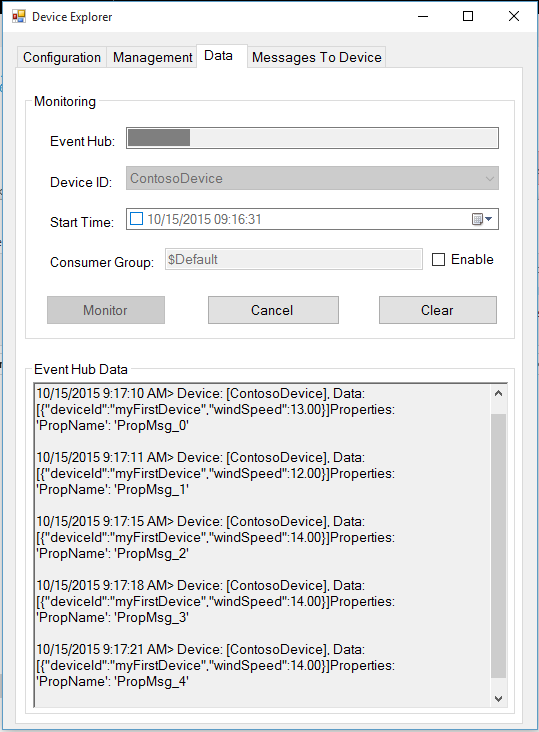 Device Explorer
Configuration Management Data Messages To Device
Monitoring
Event Hub:
Device ID: ContosoDevice
Start Time: 10/15/2015 09:16:31
Consumer Group: $Default Enable
Monitor Cancel Clear
Event Hub Data
10/15/2015 9:17:10 AM> Device: [ContosoDevice], Data:
[{"deviceId":"myFirstDevice","windSpeed":13.00}]Properties:
'PropName': 'PropMsg_0'
10/15/2015 9:17:11 AM> Device: [ContosoDevice], Data:
[{"deviceId":"myFirstDevice","windSpeed":12.00}]Properties:
'PropName': 'PropMsg_1'
10/15/2015 9:17:15 AM> Device: [ContosoDevice], Data:
[{"deviceId":"myFirstDevice","windSpeed":14.00}]Properties:
'PropName': 'PropMsg_2'
10/15/2015 9:17:18 AM> Device: [ContosoDevice], Data:
[{"deviceId":"myFirstDevice","windSpeed":14.00}]Properties:
'PropName': 'PropMsg_3'
10/15/2015 9:17:21 AM> Device: [ContosoDevice], Data:
[{"deviceId":"myFirstDevice","windSpeed":14.00}]Properties:
'PropName': 'PropMsg_4'